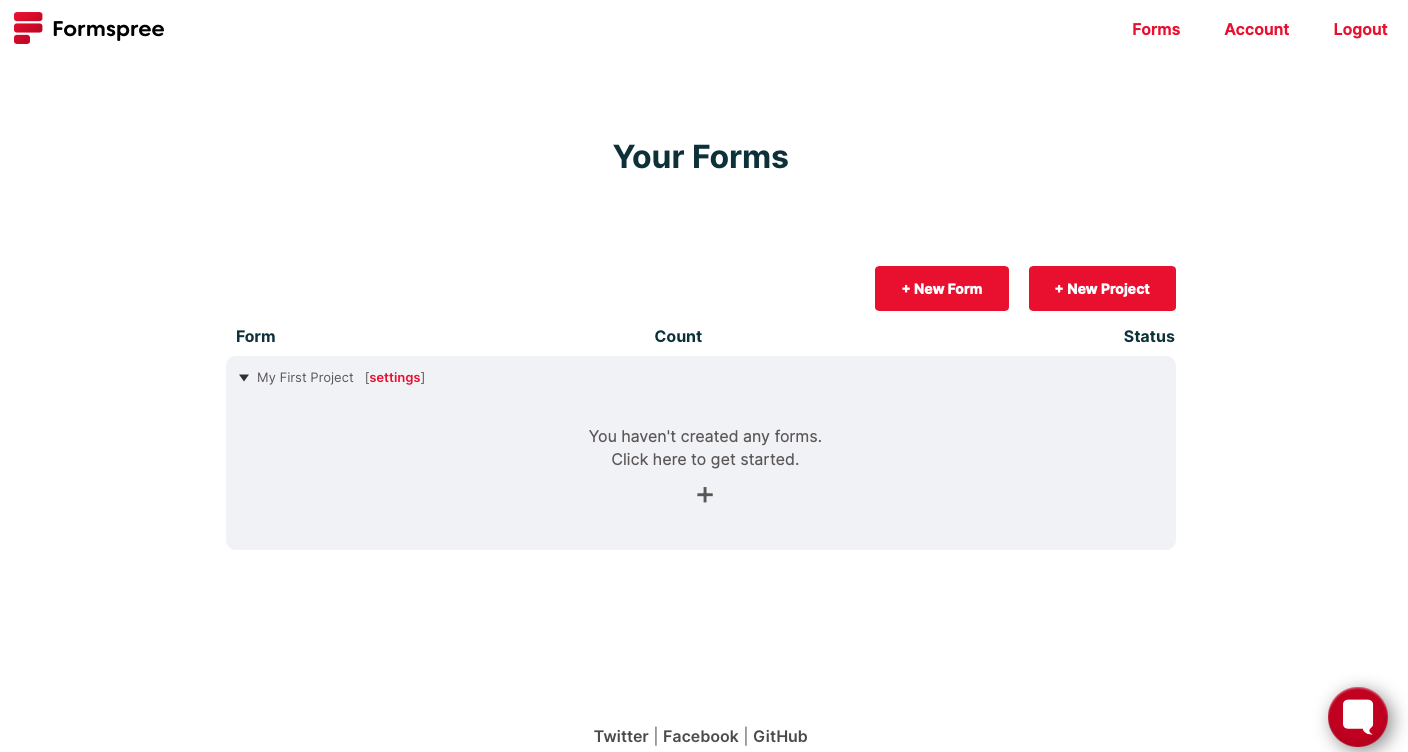 Formspree
Forms Account Logout
Your Forms
+ New Form + New Project
Form Count Status
My First Project [settings]
You haven't created any forms.
Click here to get started.
+
Twitter | Facebook | GitHub